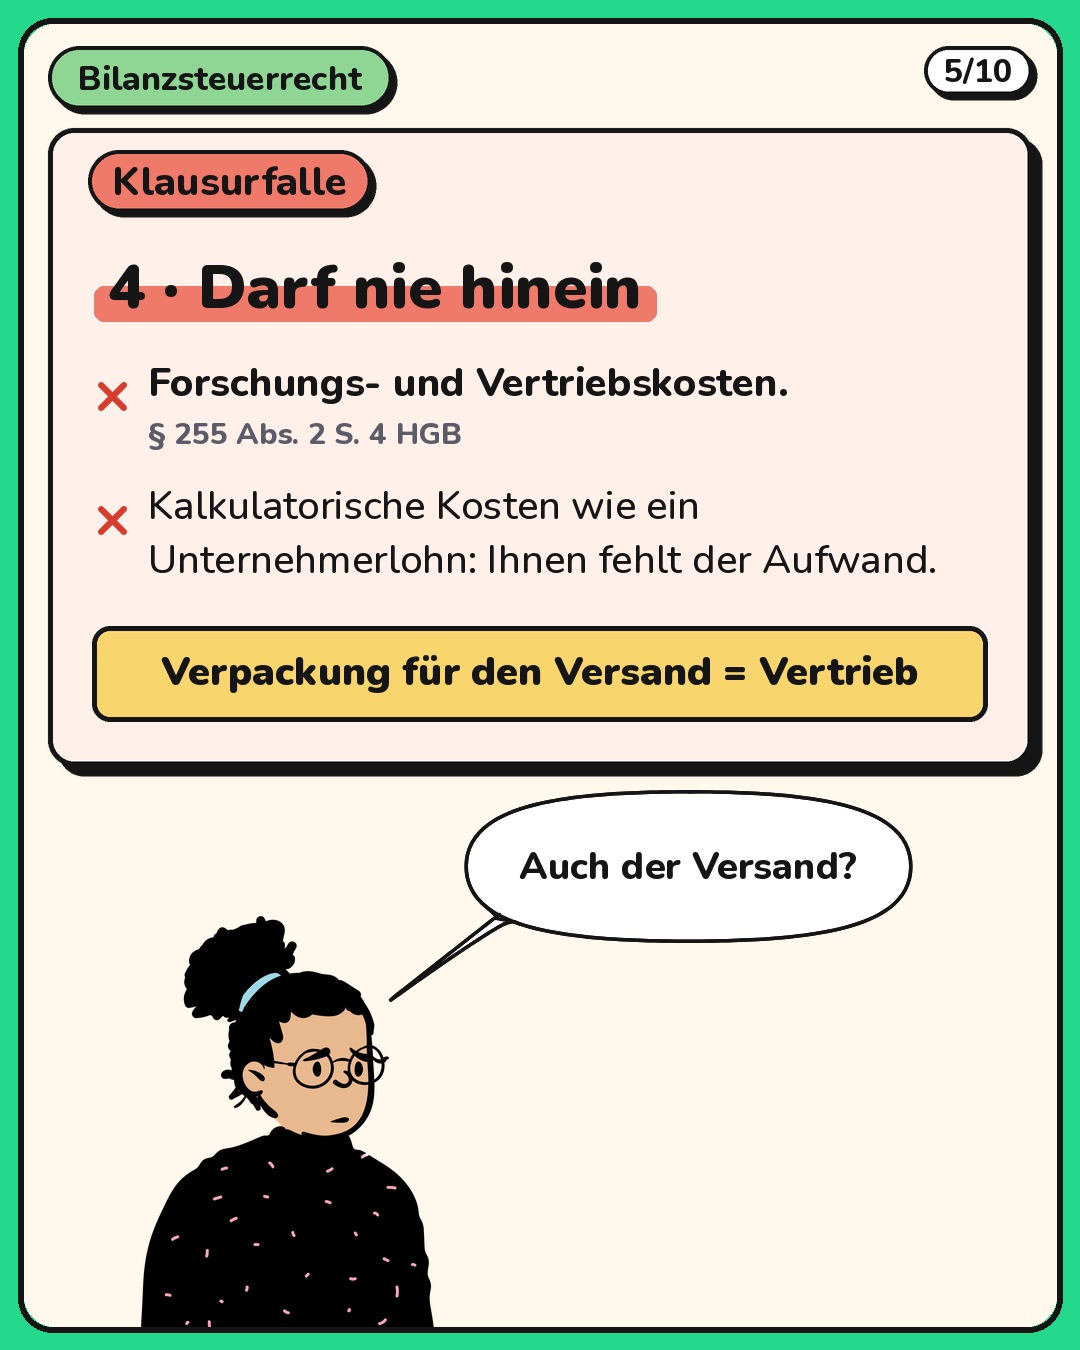 Bilanzsteuerrecht
5/10
Klausurfalle
4 · Darf nie hinein
Forschungs- und Vertriebskosten.
§ 255 Abs. 2 S. 4 HGB
Kalkulatorische Kosten wie ein
Unternehmerlohn: Ihnen fehlt der Aufwand.
Verpackung für den Versand = Vertrieb
Auch der Versand?